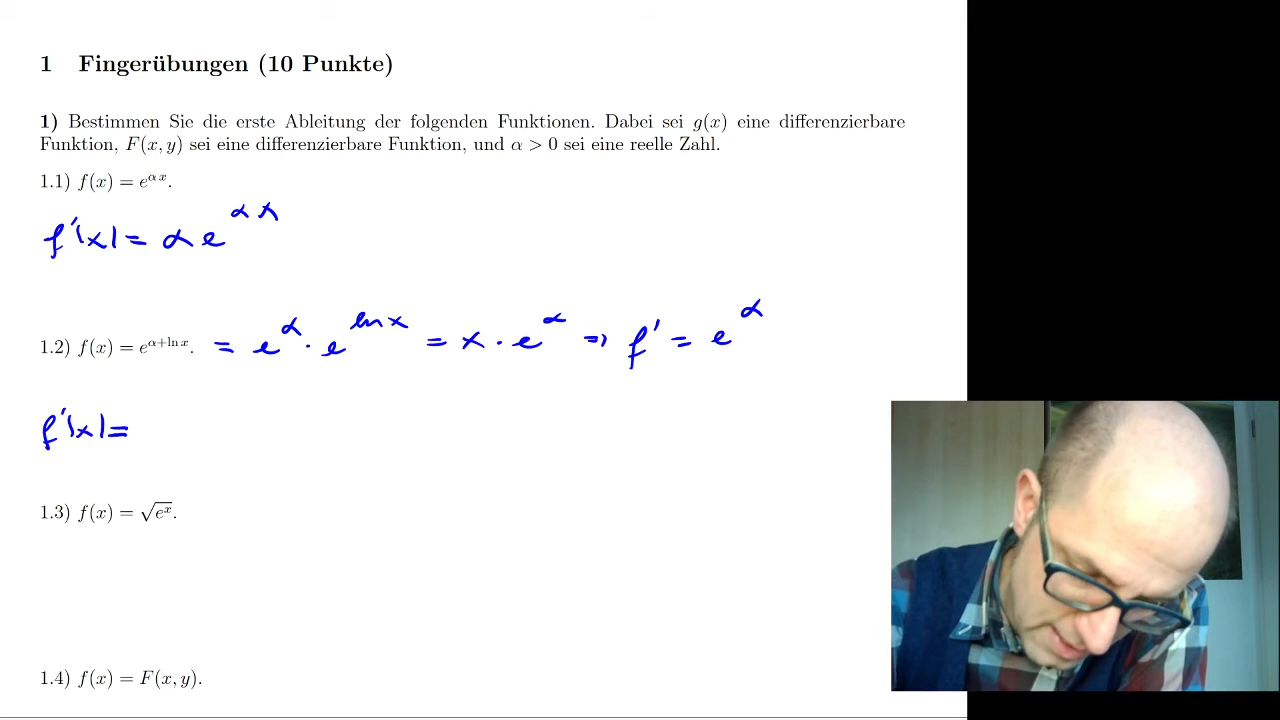 1 Fingerübungen (10 Punkte)
1) Bestimmen Sie die erste Ableitung der folgenden Funktionen. Dabei sei g(x) eine differenzierbare
Funktion, F(x, y) sei eine differenzierbare Funktion, und α > 0 sei eine reelle Zahl.
1.1) f(x) = e^{α x}.
f'(x) = α e^{α x}
1.2) f(x) = e^{α+ln x}. = e^α · e^{ln x} = x · e^α ⇒ f' = e^α
f'(x) =
1.3) f(x) = √e^x.
1.4) f(x) = F(x, y).